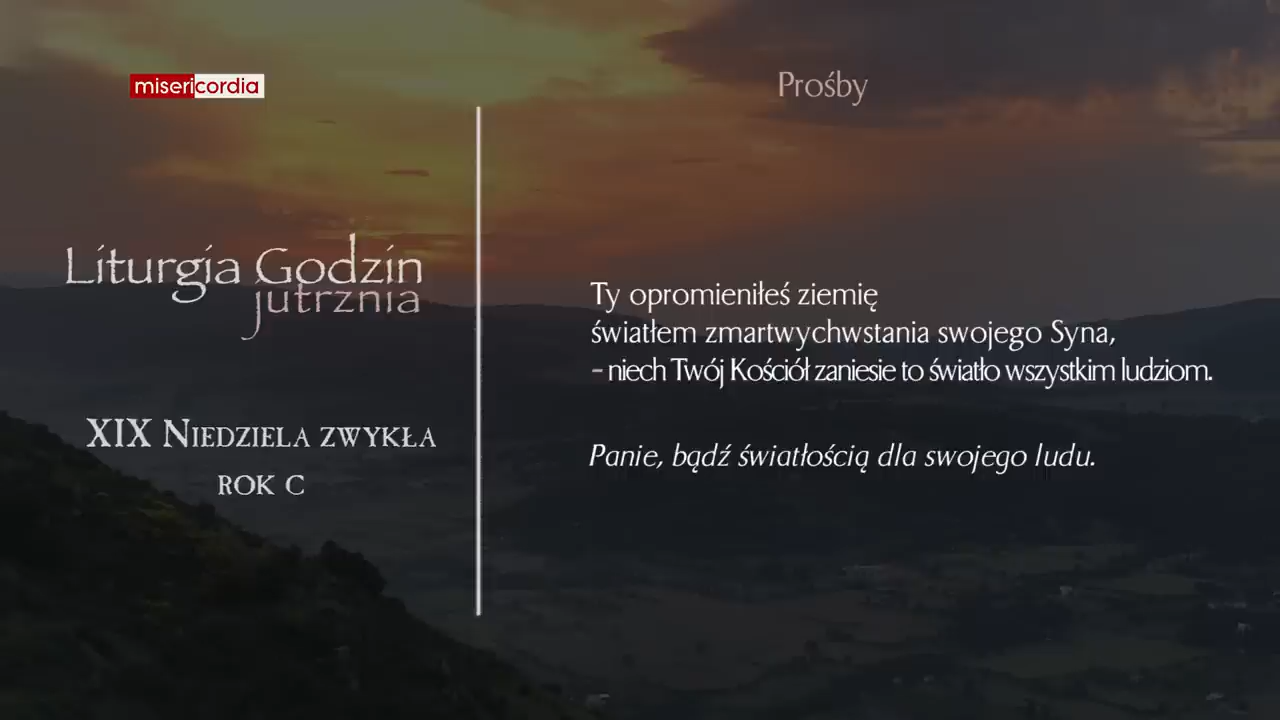 misericordia
Liturgia Godzin
jutrznia
XIX Niedziela zwykła
rok C
Prośby
Ty opromieniłeś ziemię
światłem zmartwychwstania swojego Syna,
- niech Twój Kościół zaniesie to światło wszystkim ludziom.
Panie, bądź światłością dla swojego ludu.